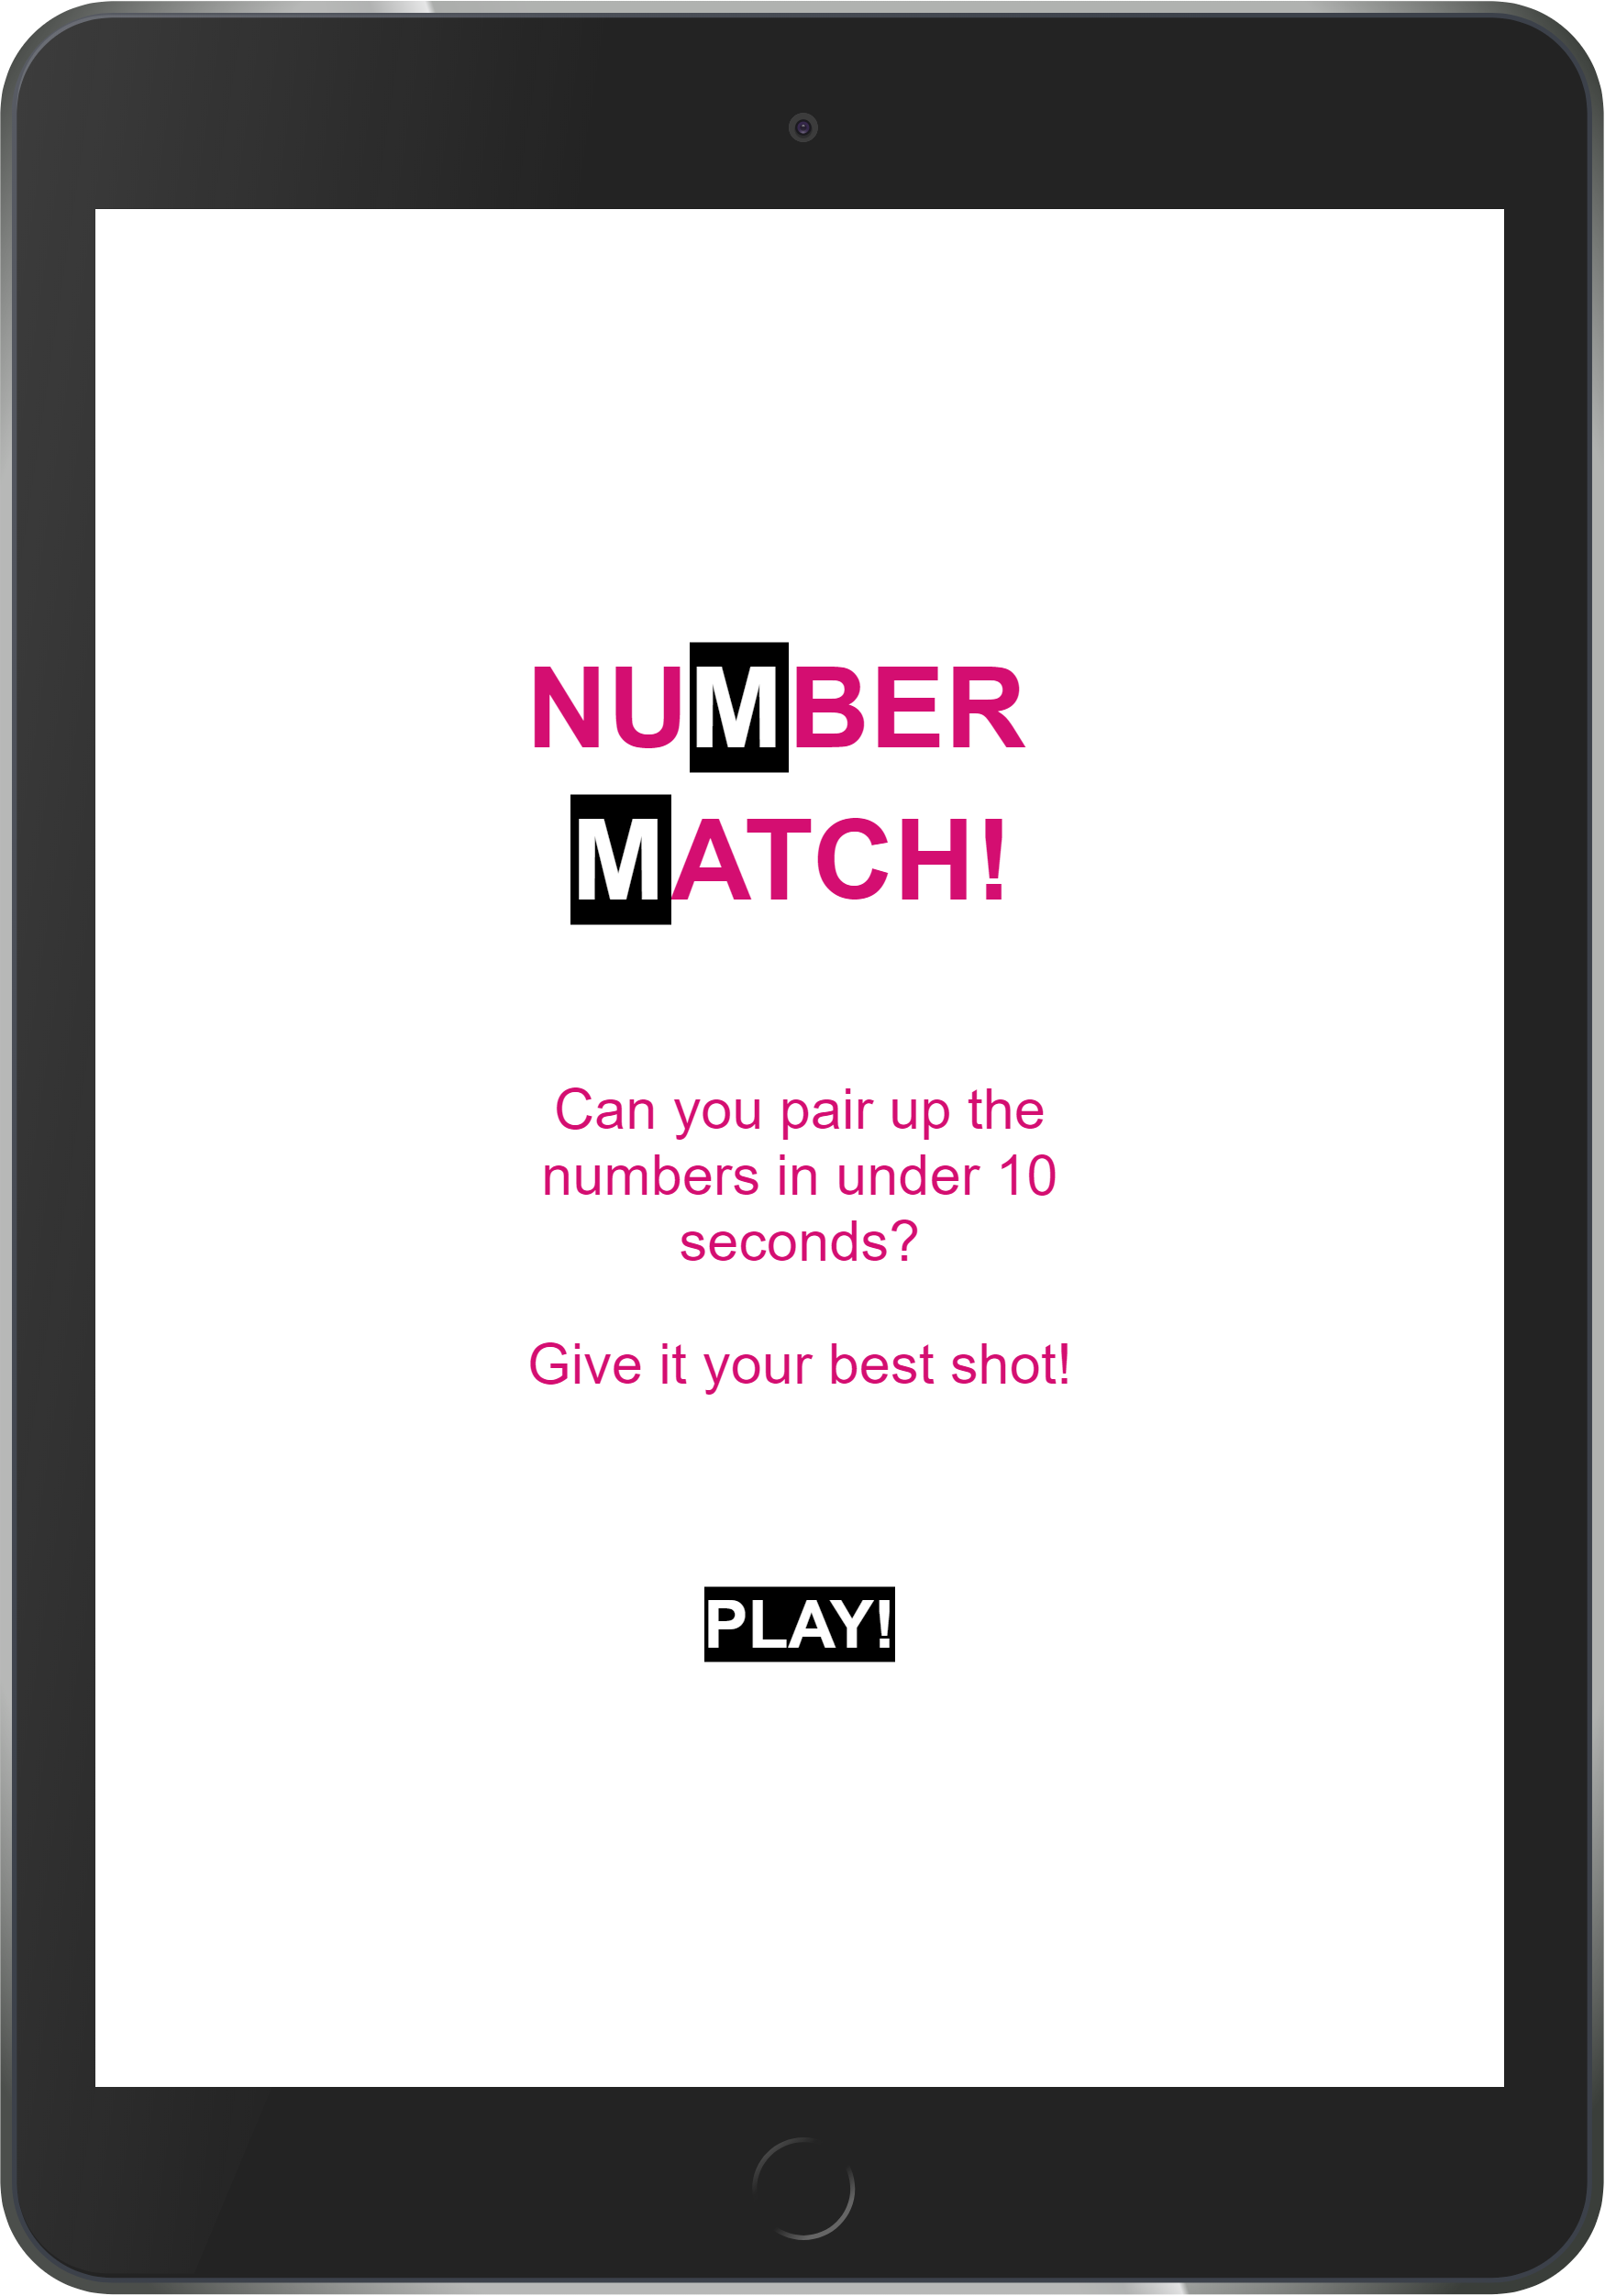 NUMBER
MATCH!
Can you pair up the
numbers in under 10
seconds?
Give it your best shot!
PLAY!